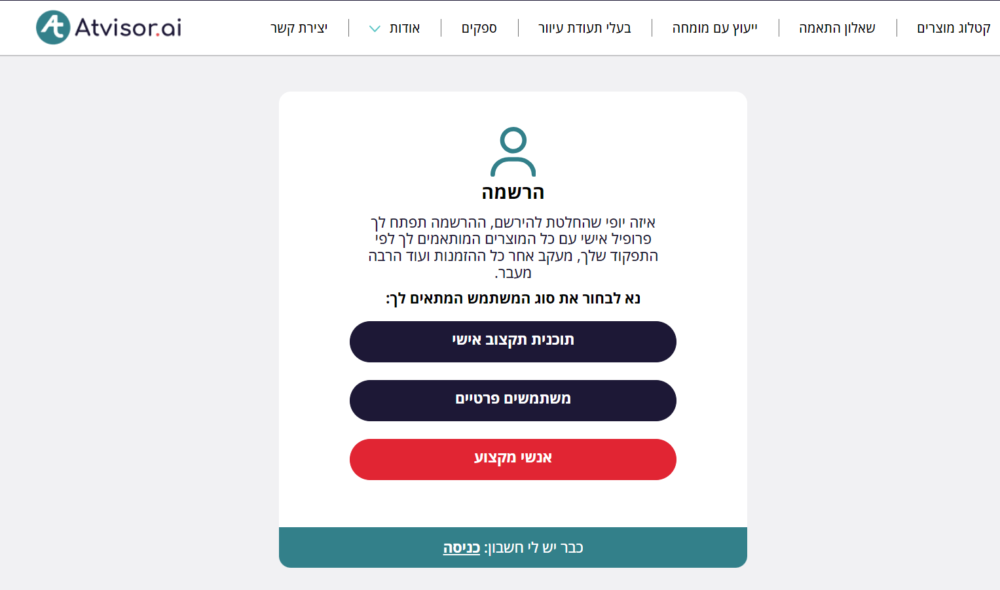 קטלוג מוצרים
שאלון התאמה
ייעוץ עם מומחה
בעלי תעודת עיוור
ספקים
אודות
יצירת קשר
Atvisor.ai
הרשמה
איזה יופי שהחלטת להירשם, ההרשמה תפתח לך
פרופיל אישי עם כל המוצרים המותאמים לך לפי
התפקוד שלך, מעקב אחר כל ההזמנות ועוד הרבה
מעבר.
נא לבחור את סוג המשתמש המתאים לך:
תוכנית תקצוב אישי
משתמשים פרטיים
אנשי מקצוע
כבר יש לי חשבון: כניסה